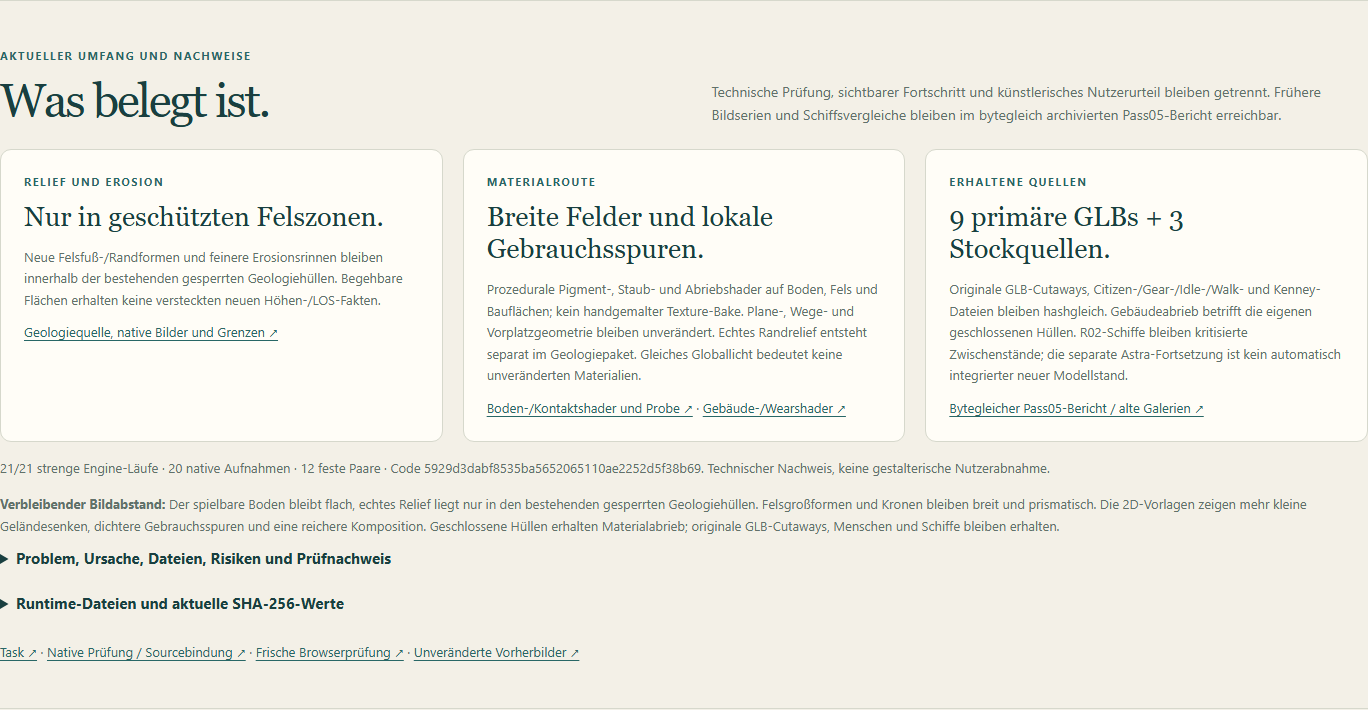 AKTUELLER UMFANG UND NACHWEISE
Was belegt ist.
Technische Prüfung, sichtbarer Fortschritt und künstlerisches Nutzerurteil bleiben getrennt. Frühere
Bildserien und Schiffsvergleiche bleiben im bytegleich archivierten Pass05-Bericht erreichbar.
RELIEF UND EROSION
Nur in geschützten Felszonen.
Neue Felsfuß-/Randformen und feinere Erosionsrinnen bleiben
innerhalb der bestehenden gesperrten Geologiehüllen. Begehbare
Flächen erhalten keine versteckten neuen Höhen-/LOS-Fakten.
Geologiequelle, native Bilder und Grenzen ↗
MATERIALROUTE
Breite Felder und lokale
Gebrauchsspuren.
Prozedurale Pigment-, Staub- und Abriebshader auf Boden, Fels und
Bauflächen; kein handgemalter Texture-Bake. Plane-, Wege- und
Vorplatzgeometrie bleiben unverändert. Echtes Randrelief entsteht
separat im Geologiepaket. Gleiches Globallicht bedeutet keine
unveränderten Materialien.
Boden-/Kontaktshader und Probe ↗ · Gebäude-/Wearshader ↗
ERHALTENE QUELLEN
9 primäre GLBs + 3
Stockquellen.
Originale GLB-Cutaways, Citizen-/Gear-/Idle-/Walk- und Kenney-
Dateien bleiben hashgleich. Gebäudeabrieb betrifft die eigenen
geschlossenen Hüllen. R02-Schiffe bleiben kritisierte
Zwischenstände; die separate Astra-Fortsetzung ist kein automatisch
integrierter neuer Modellstand.
Bytegleicher Pass05-Bericht / alte Galerien ↗
21/21 strenge Engine-Läufe · 20 native Aufnahmen · 12 feste Paare · Code 5929d3dabf8535ba5652065110ae2252d5f38b69. Technischer Nachweis, keine gestalterische Nutzerabnahme.
Verbleibender Bildabstand: Der spielbare Boden bleibt flach, echtes Relief liegt nur in den bestehenden gesperrten Geologiehüllen. Felsgroßformen und Kronen bleiben breit und prismatisch. Die 2D-Vorlagen zeigen mehr kleine
Geländesenken, dichtere Gebrauchsspuren und eine reichere Komposition. Geschlossene Hüllen erhalten Materialabrieb; originale GLB-Cutaways, Menschen und Schiffe bleiben erhalten.
▶ Problem, Ursache, Dateien, Risiken und Prüfnachweis
▶ Runtime-Dateien und aktuelle SHA-256-Werte
Task ↗ · Native Prüfung / Sourcebindung ↗ · Frische Browserprüfung ↗ · Unveränderte Vorherbilder ↗